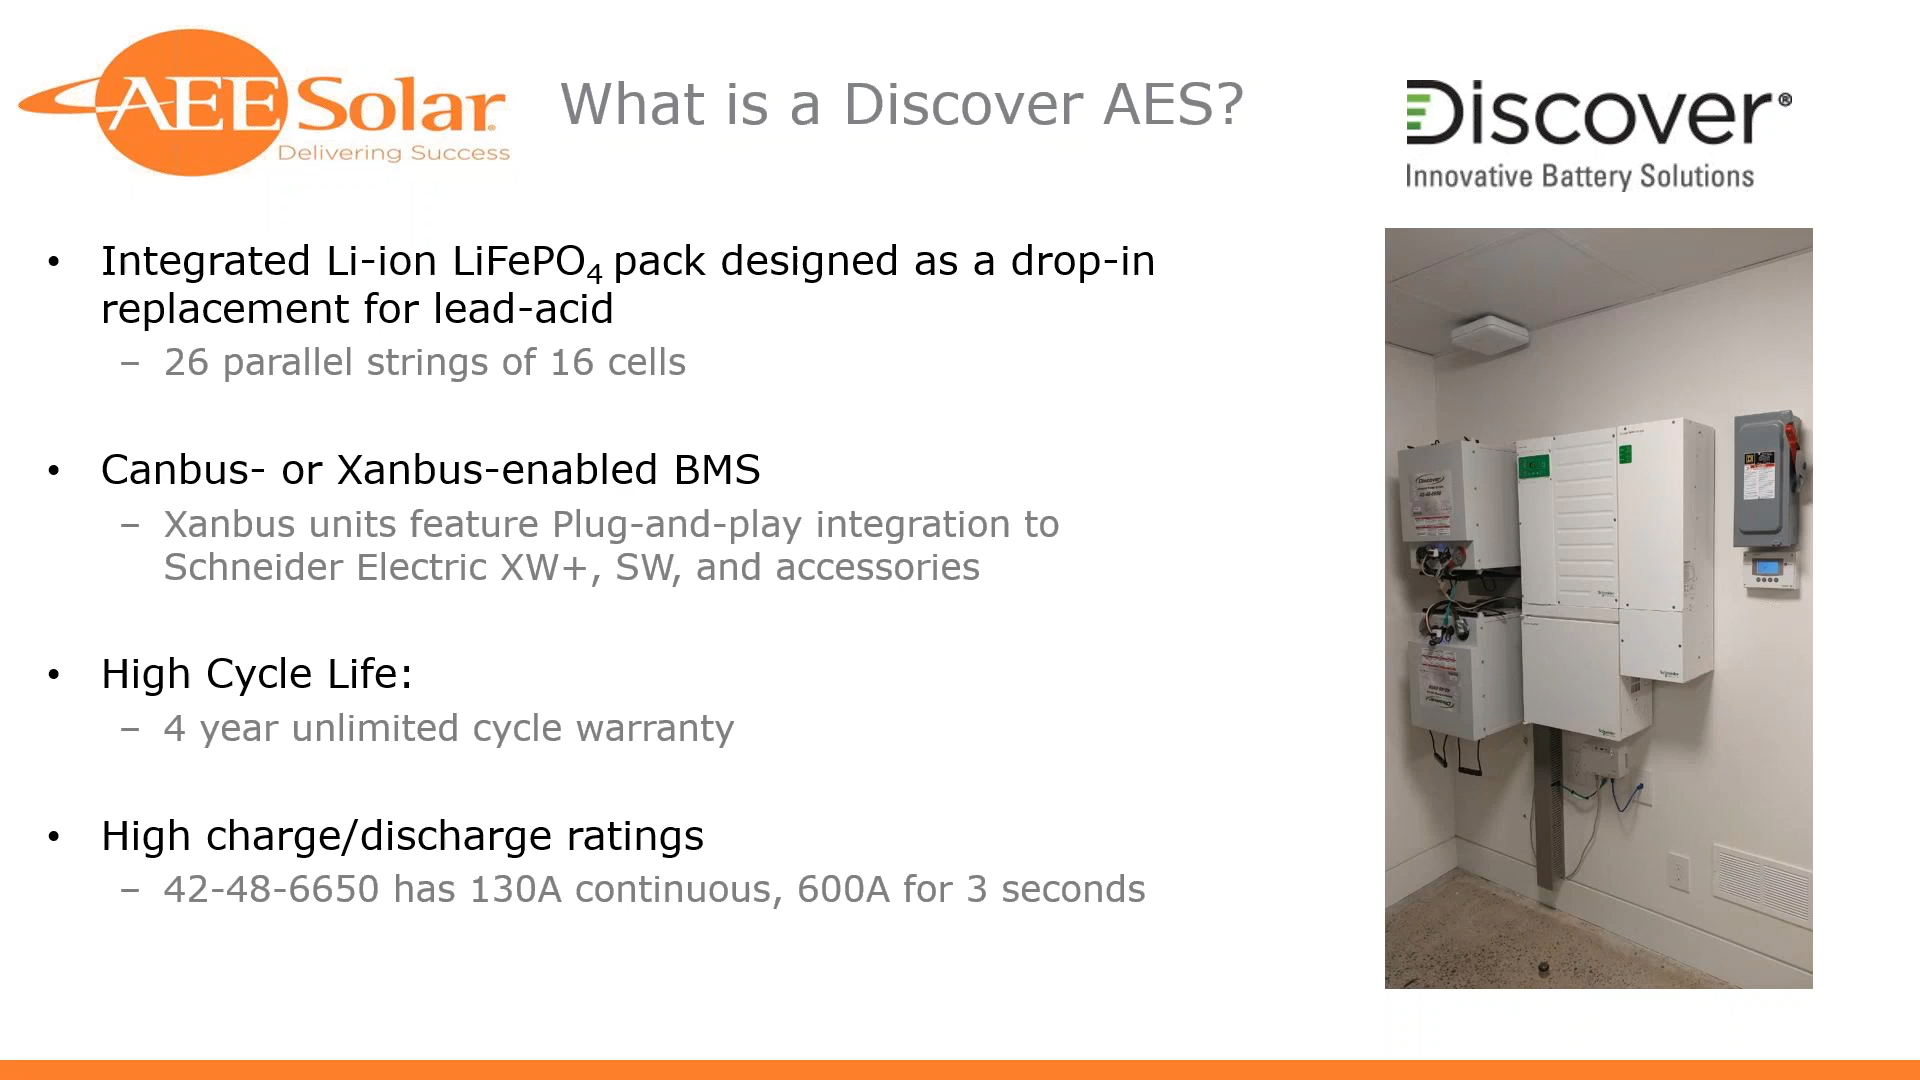 AEE Solar
Delivering Success
What is a Discover AES?
Discover®
Innovative Battery Solutions
• Integrated Li-ion LiFePO₄ pack designed as a drop-in
replacement for lead-acid
– 26 parallel strings of 16 cells
• Canbus- or Xanbus-enabled BMS
– Xanbus units feature Plug-and-play integration to
Schneider Electric XW+, SW, and accessories
• High Cycle Life:
– 4 year unlimited cycle warranty
• High charge/discharge ratings
– 42-48-6650 has 130A continuous, 600A for 3 seconds
Discover
Schneider
Schneider